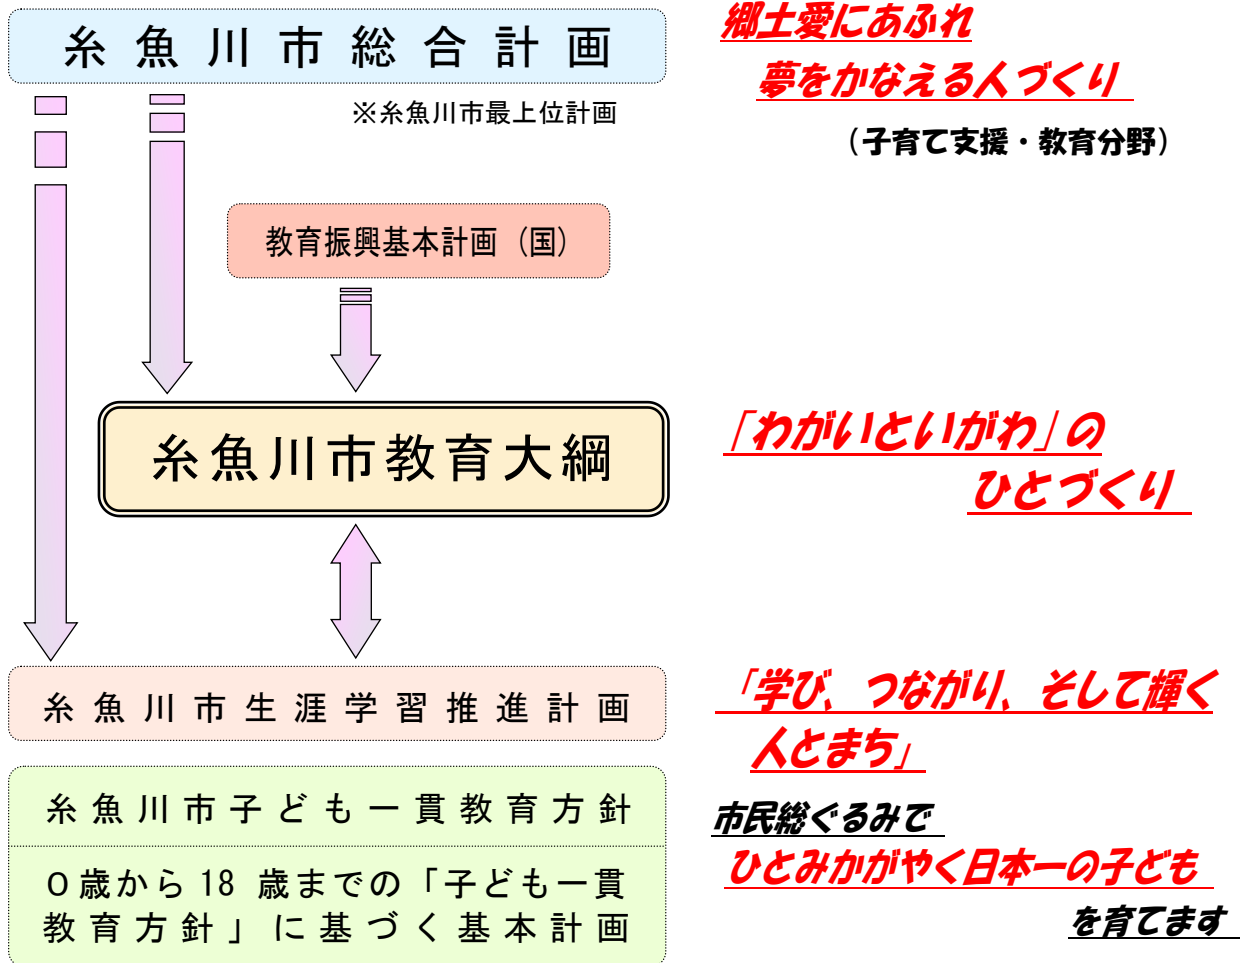 糸魚川市総合計画
※糸魚川市最上位計画
郷土愛にあふれ
夢をかなえる人づくり
（子育て支援・教育分野）
教育振興基本計画（国）
糸魚川市教育大綱
「わがいといがわ」の
ひとづくり
糸魚川市生涯学習推進計画
「学び、つながり、そして輝く
人とまち」
糸魚川市子ども一貫教育方針
０歳から 18 歳までの「子ども一貫
教育方針」に基づく基本計画
市民総ぐるみで
ひとみかがやく日本一の子ども
を育てます